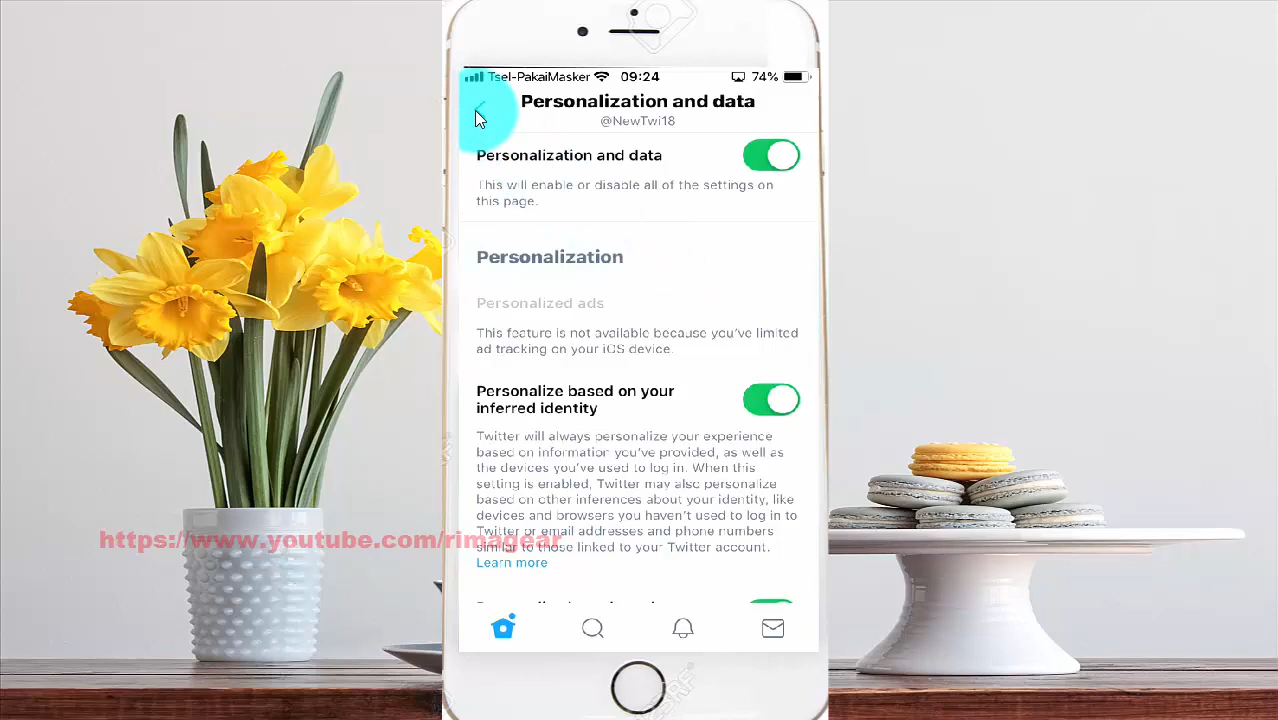 Tsel-PakaiMasker 09:24 74%
Personalization and data
@NewTwi18
Personalization and data
This will enable or disable all of the settings on
this page.
Personalization
Personalized ads
This feature is not available because you've limited
ad tracking on your iOS device.
Personalize based on your
inferred identity
Twitter will always personalize your experience
based on information you've provided, as well as
the devices you've used to log in. When this
setting is enabled, Twitter may also personalize
based on other inferences about your identity, like
devices and browsers you haven't used to log in to
Twitter or email addresses and phone numbers
similar to those linked to your Twitter account.
Learn more
https://www.youtube.com/rimagear